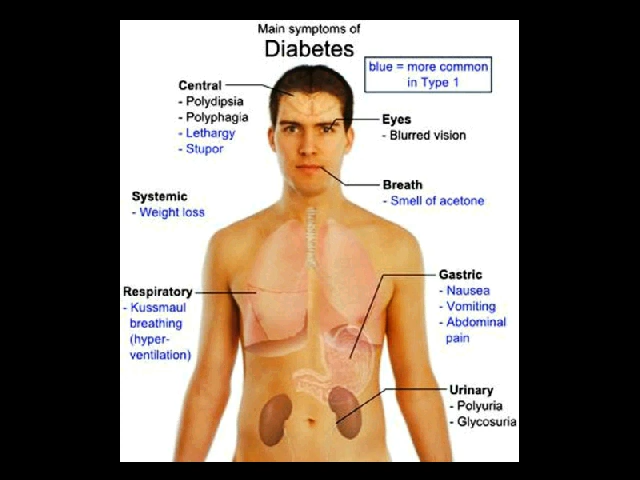 Main symptoms of
Diabetes
blue = more common
in Type 1
Central
- Polydipsia
- Polyphagia
- Lethargy
- Stupor
Eyes
- Blurred vision
Breath
- Smell of acetone
Systemic
- Weight loss
Respiratory
- Kussmaul
breathing
(hyper-
ventilation)
Gastric
- Nausea
- Vomiting
- Abdominal
pain
Urinary
- Polyuria
- Glycosuria